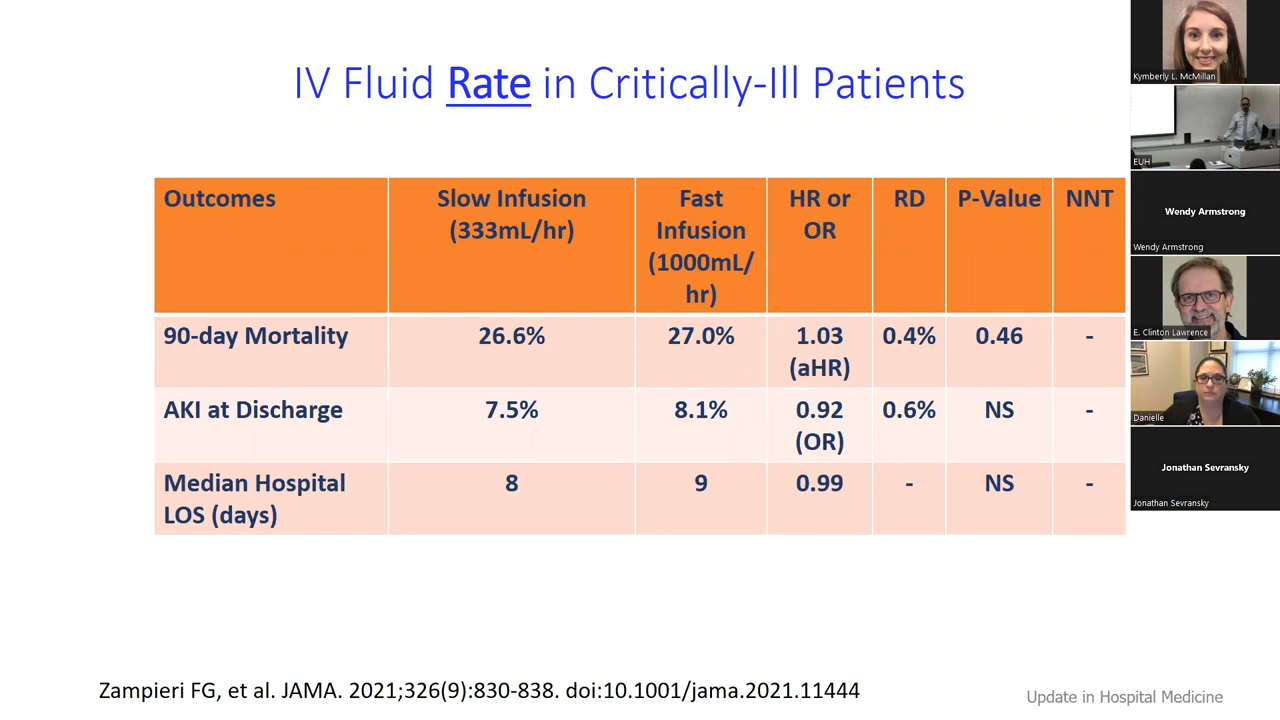 IV Fluid Rate in Critically-Ill Patients
Outcomes
Slow Infusion
(333mL/hr)
Fast
Infusion
(1000mL/
hr)
HR or
OR
RD
P-Value
NNT
90-day Mortality
26.6%
27.0%
1.03
(aHR)
0.4%
0.46
-
AKI at Discharge
7.5%
8.1%
0.92
(OR)
0.6%
NS
-
Median Hospital
LOS (days)
8
9
0.99
-
NS
-
Zampieri FG, et al. JAMA. 2021;326(9):830-838. doi:10.1001/jama.2021.11444
Update in Hospital Medicine
Kymberly L. McMillan
EUH
Wendy Armstrong
Wendy Armstrong
E. Clinton Lawrence
Danielle
Jonathan Sevransky
Jonathan Sevransky